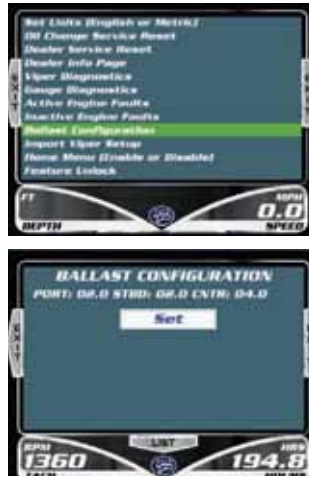 Set Units [English or Metric]
Oil Change Service Reset
Dealer Service Reset
Dealer Info Page
Viper Diagnostics
Gauge Diagnostics
Active Engine Faults
Inactive Engine Faults
Ballast Configuration
Import Viper Setup
Home Menu [Enable or Disable]
Feature Unlock
EXIT
FT
MPH
0.0
DEPTH
SPEED
BALLAST CONFIGURATION
PORT: 02.0 STBD: 02.0 CNTR: 04.0
Set
EXIT
LIST
RPM
HRS
1360
194.8
TACH